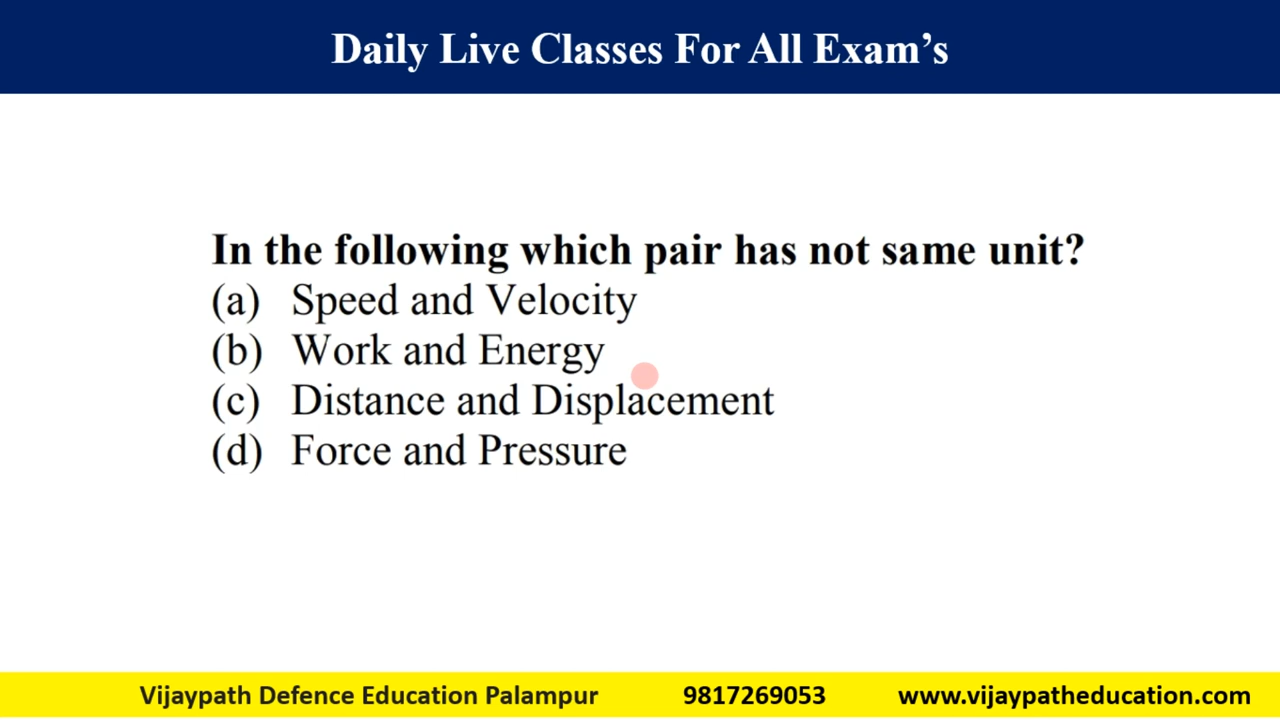 Daily Live Classes For All Exam’s
In the following which pair has not same unit?
(a) Speed and Velocity
(b) Work and Energy
(c) Distance and Displacement
(d) Force and Pressure
Vijaypath Defence Education Palampur 9817269053 www.vijaypatheducation.com